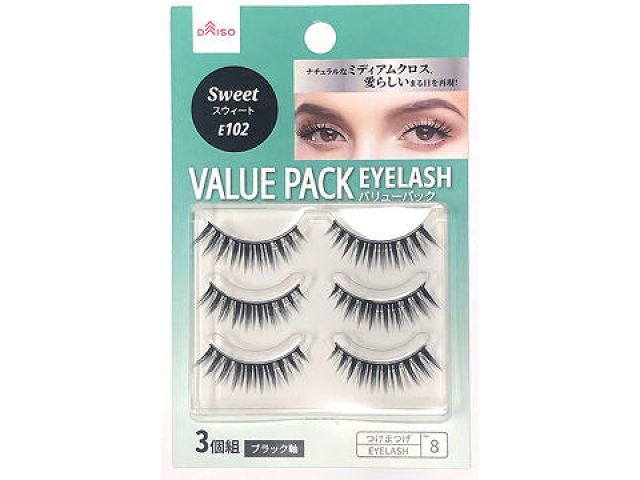 DAISO
Sweet
スウィート
E102
ナチュラルなミディアムクロス、
愛らしいまる目を再現!
VALUE PACK EYELASH
バリューパック
3個組 ブラック軸
つけまつげ
EYELASH
No.
8